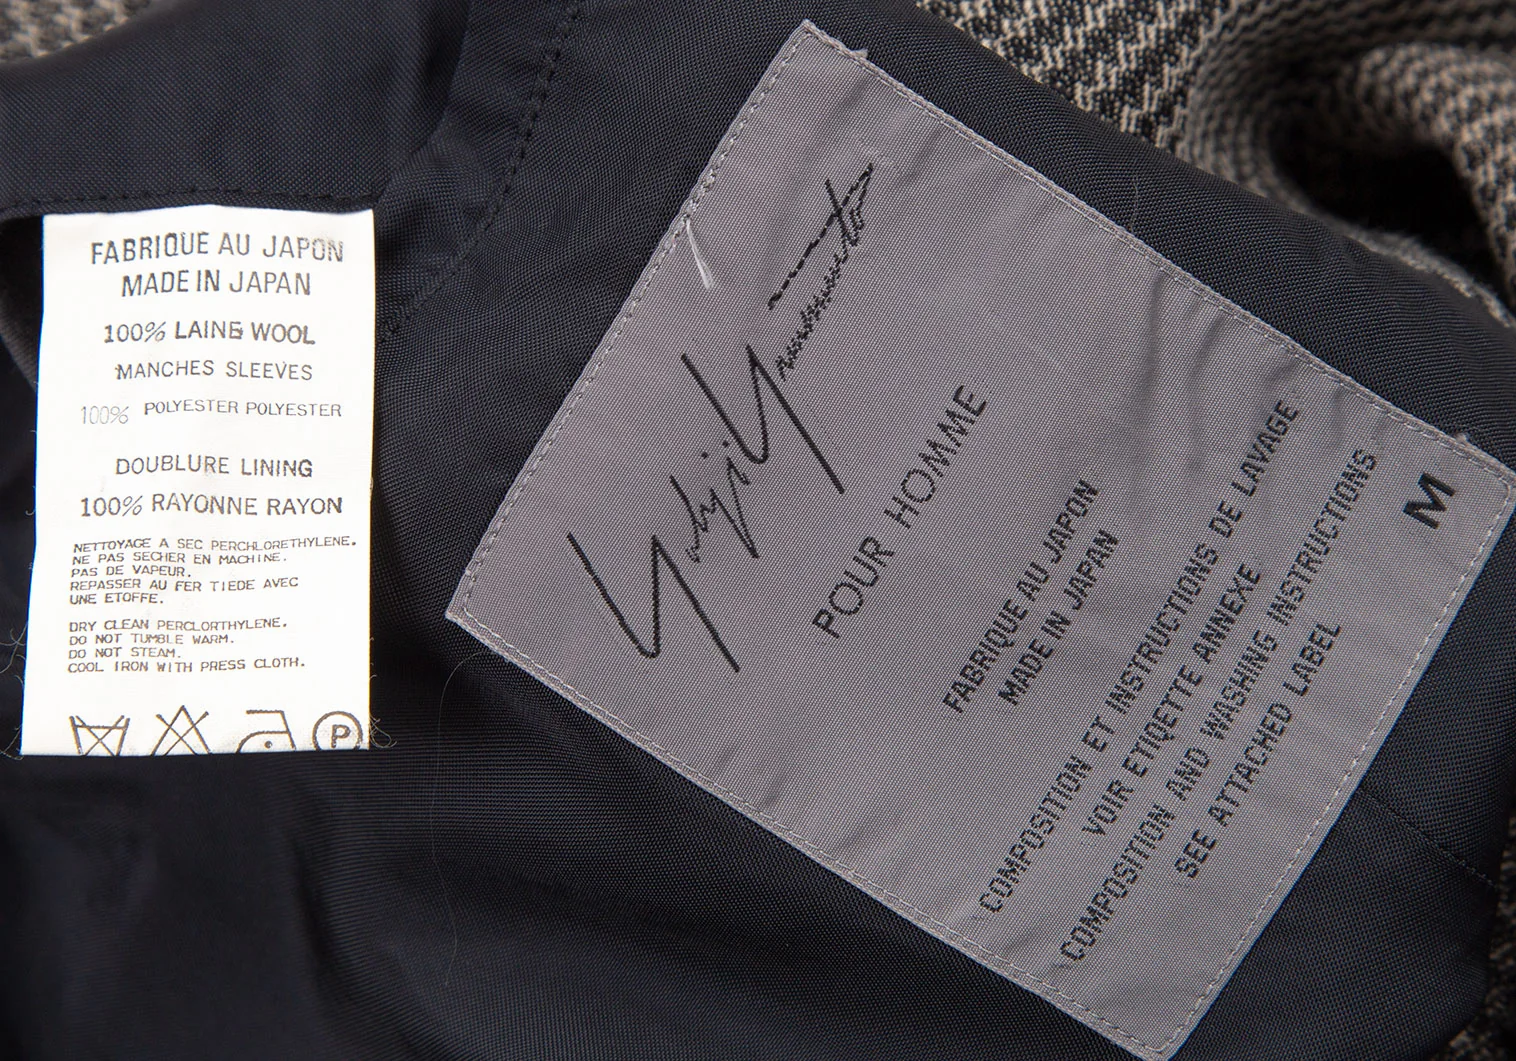 FABRIQUE AU JAPON
MADE IN JAPAN
100% LAINE WOOL
MANCHES SLEEVES
100% POLYESTER POLYESTER
DOUBLURE LINING
100% RAYONNE RAYON
NETTOYAGE A SEC PERCHLORETHYLENE.
NE PAS SECHER EN MACHINE.
PAS DE VAPEUR.
REPASSER AU FER TIEDE AVEC
UNE ETOFFE.
DRY CLEAN PERCLORTHYLENE.
DO NOT TUMBLE WARM.
DO NOT STEAM.
COOL IRON WITH PRESS CLOTH.
P
Yohji Yamamoto
POUR HOMME
FABRIQUE AU JAPON
MADE IN JAPAN
COMPOSITION ET INSTRUCTIONS DE LAVAGE
VOIR ETIQETTE ANNEXE
COMPOSITION AND WASHING INSTRUCTIONS
SEE ATTACHED LABEL
M